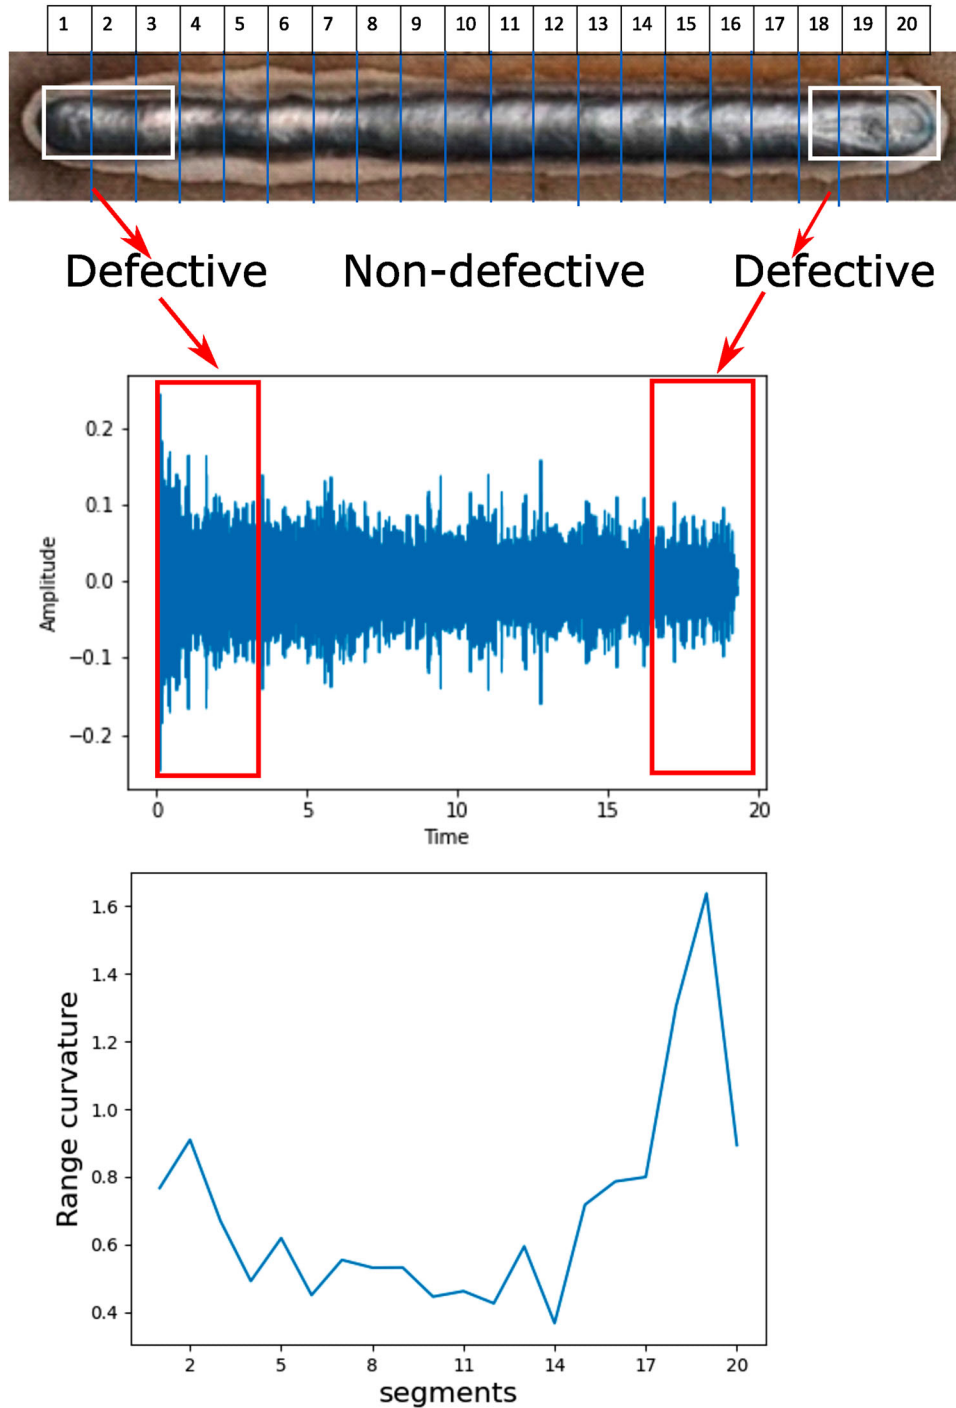 1 2 3 4 5 6 7 8 9 10 11 12 13 14 15 16 17 18 19 20
Defective Non-defective Defective
0.2
0.1
0.0
−0.1
−0.2
Amplitude
0 5 10 15 20
Time
1.6
1.4
1.2
1.0
0.8
0.6
0.4
Range curvature
2 5 8 11 14 17 20
segments